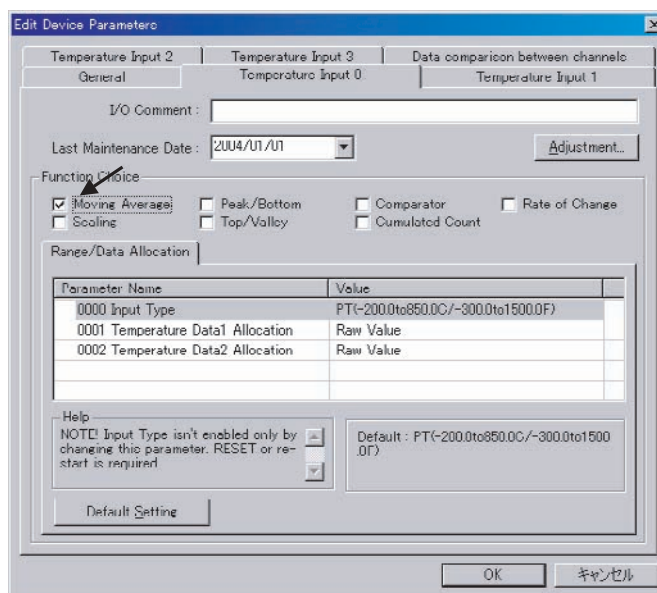 Edit Device Parameters
Temperature Input 2
Temperature Input 3
Data comparison between channels
General
Temperature Input 0
Temperature Input 1
I/O Comment :
Last Maintenance Date :
2004/01/01
Adjustment...
Function Choice
Moving Average
Peak/Bottom
Comparator
Rate of Change
Scaling
Top/Valley
Cumulated Count
Range/Data Allocation
Parameter Name
Value
0000 Input Type
PT(-200.0to850.0C/-300.0to1500.0F)
0001 Temperature Data1 Allocation
Raw Value
0002 Temperature Data2 Allocation
Raw Value
Help
NOTE! Input Type isn't enabled only by
changing this parameter. RESET or re-
start is required
Default : PT(-200.0to850.0C/-300.0to1500
.0F)
Default Setting
OK
キャンセル